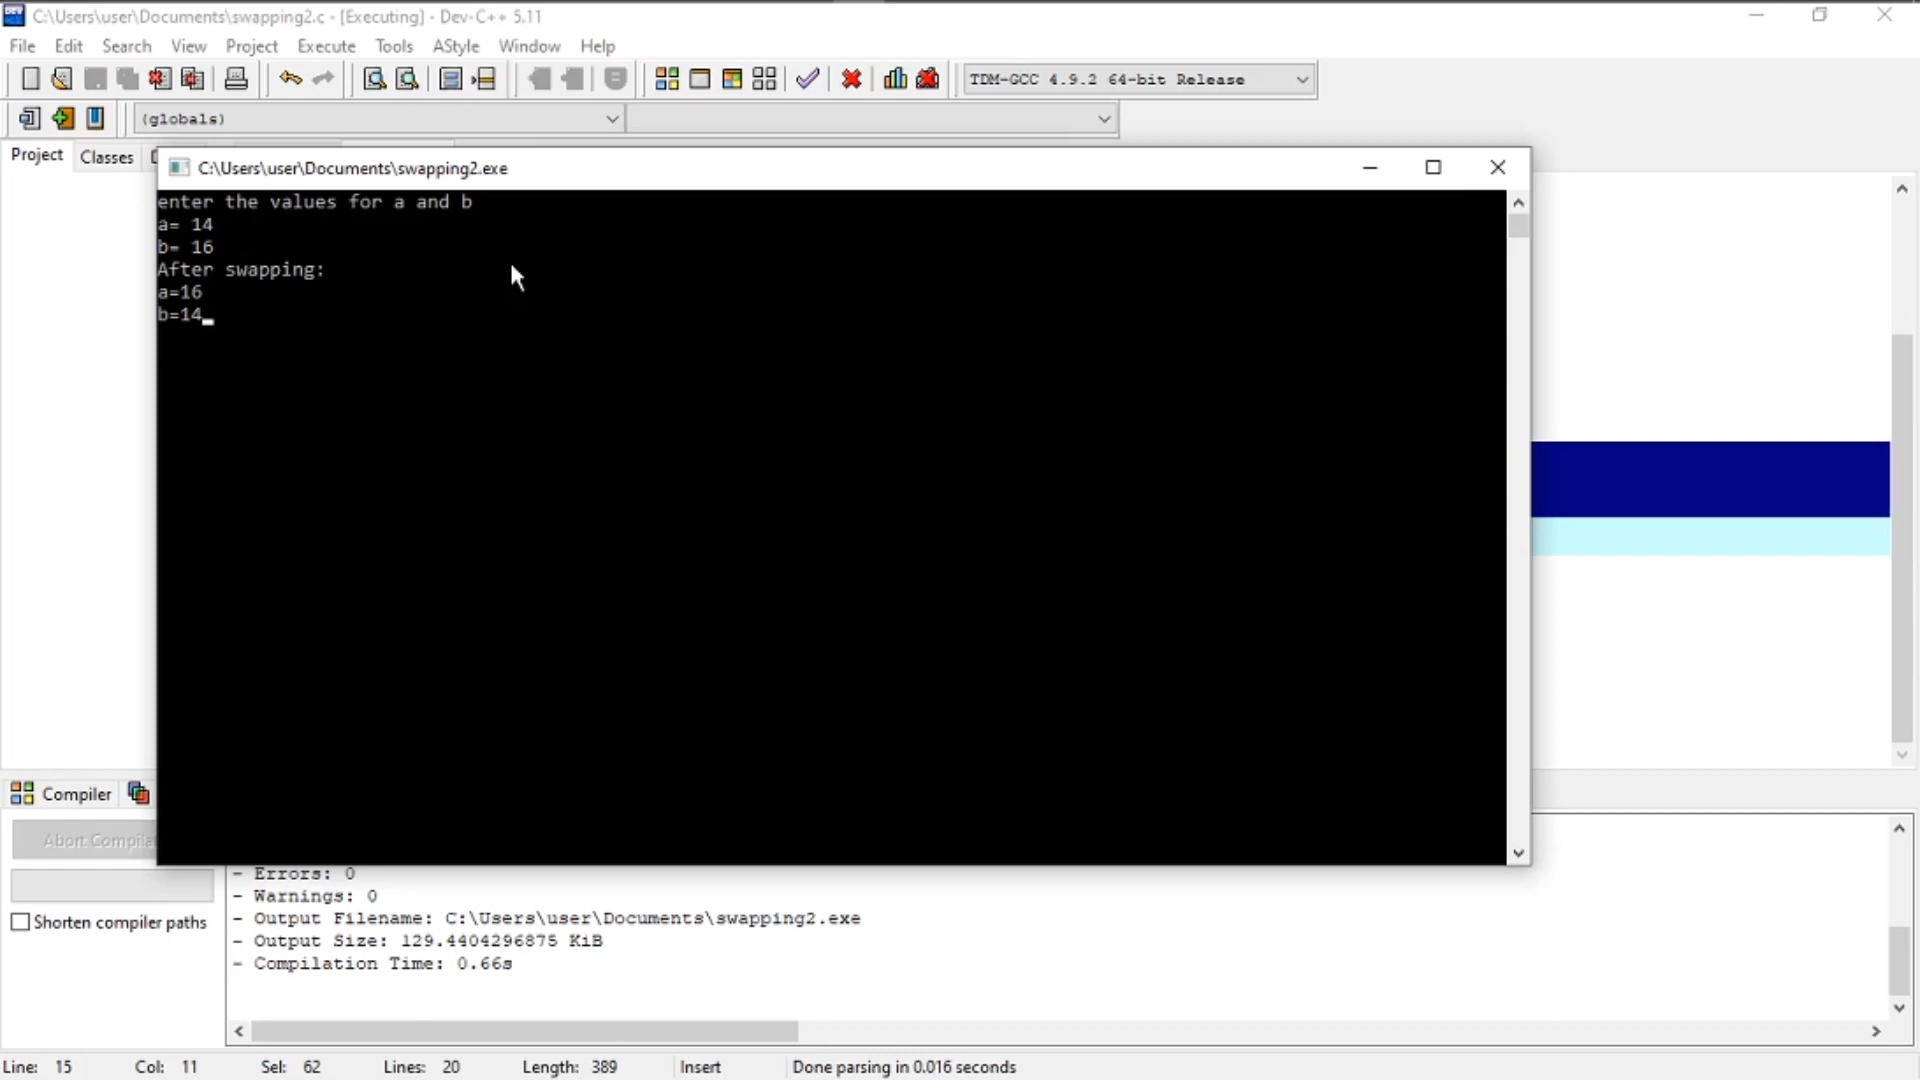 C:\Users\user\Documents\swapping2.c - [Executing] - Dev-C++ 5.11
File Edit Search View Project Execute Tools AStyle Window Help
TDM-GCC 4.9.2 64-bit Release
(globals)
Project Classes
C:\Users\user\Documents\swapping2.exe
enter the values for a and b
a= 14
b= 16
After swapping:
a=16
b=14
Compiler
Abort Compila
- Errors: 0
- Warnings: 0
Shorten compiler paths
- Output Filename: C:\Users\user\Documents\swapping2.exe
- Output Size: 129.4404296875 KiB
- Compilation Time: 0.66s
Line: 15 Col: 11 Sel: 62 Lines: 20 Length: 389 Insert Done parsing in 0.016 seconds